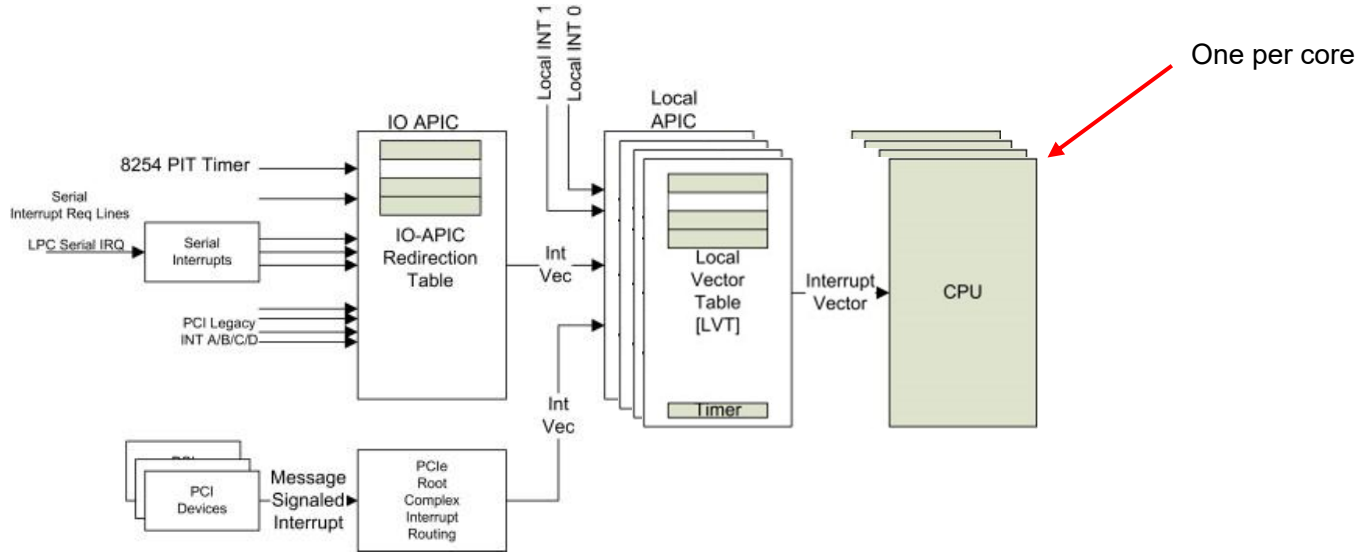 One per core
Local INT 1
Local INT 0
Local
APIC
IO APIC
8254 PIT Timer
Serial
Interrupt Req Lines
LPC Serial IRQ
Serial
Interrupts
PCI Legacy
INT A/B/C/D
IO-APIC
Redirection
Table
Int
Vec
Local
Vector
Table
[LVT]
Timer
Interrupt
Vector
CPU
Int
Vec
PCI
Devices
Message
Signaled
Interrupt
PCIe
Root
Complex
Interrupt
Routing